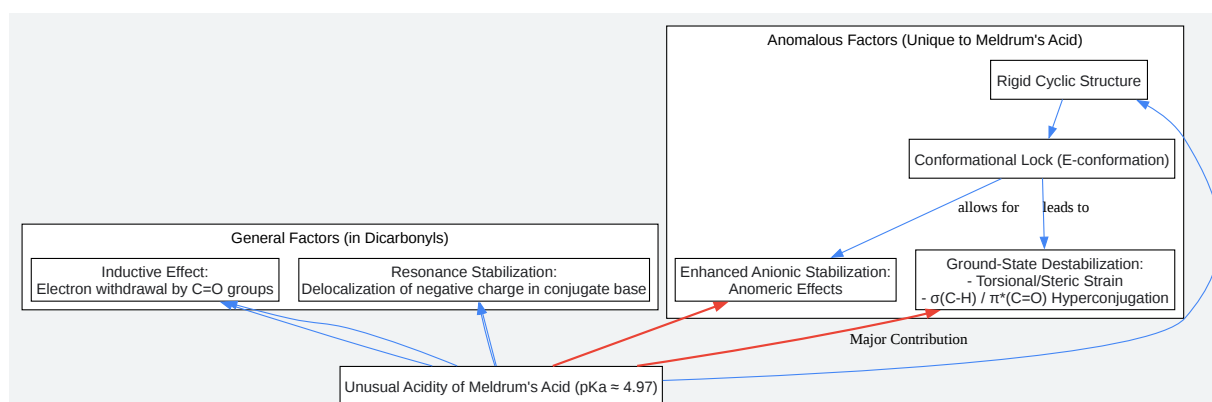 Anomalous Factors (Unique to Meldrum's Acid)
Rigid Cyclic Structure
Conformational Lock (E-conformation)
allows for
leads to
General Factors (in Dicarbonyls)
Inductive Effect:
Electron withdrawal by C=O groups
Resonance Stabilization:
Delocalization of negative charge in conjugate base
Enhanced Anionic Stabilization:
Anomeric Effects
Ground-State Destabilization:
- Torsional/Steric Strain
- σ(C-H) / π*(C=O) Hyperconjugation
Major Contribution
Unusual Acidity of Meldrum's Acid (pKa ≈ 4.97)